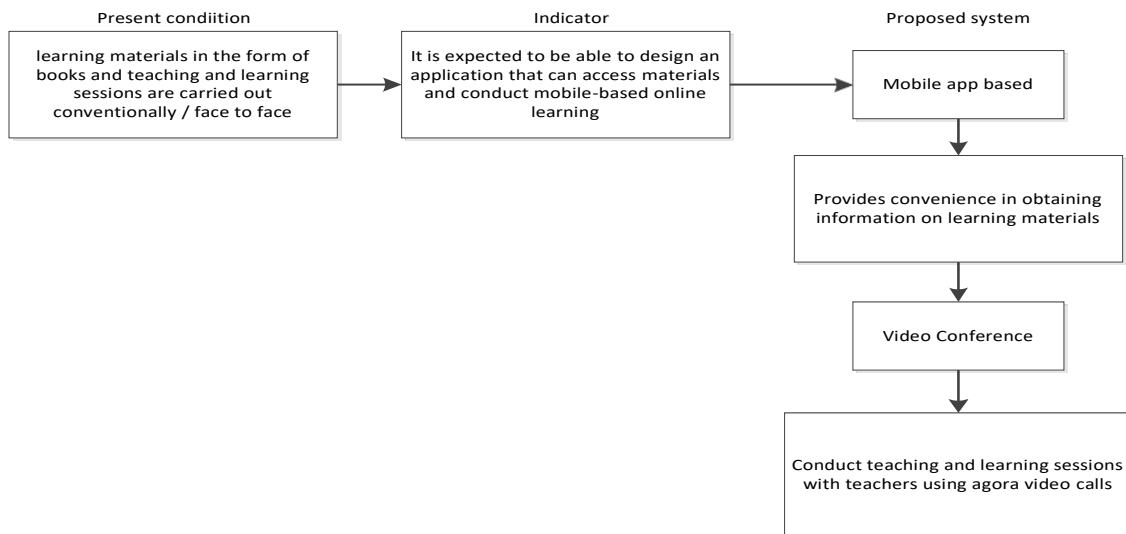 Present condiition
Indicator
Proposed system
learning materials in the form of
books and teaching and learning
sessions are carried out
conventionally / face to face
It is expected to be able to design an
application that can access materials
and conduct mobile-based online
learning
Mobile app based
Provides convenience in obtaining
information on learning materials
Video Conference
Conduct teaching and learning sessions
with teachers using agora video calls